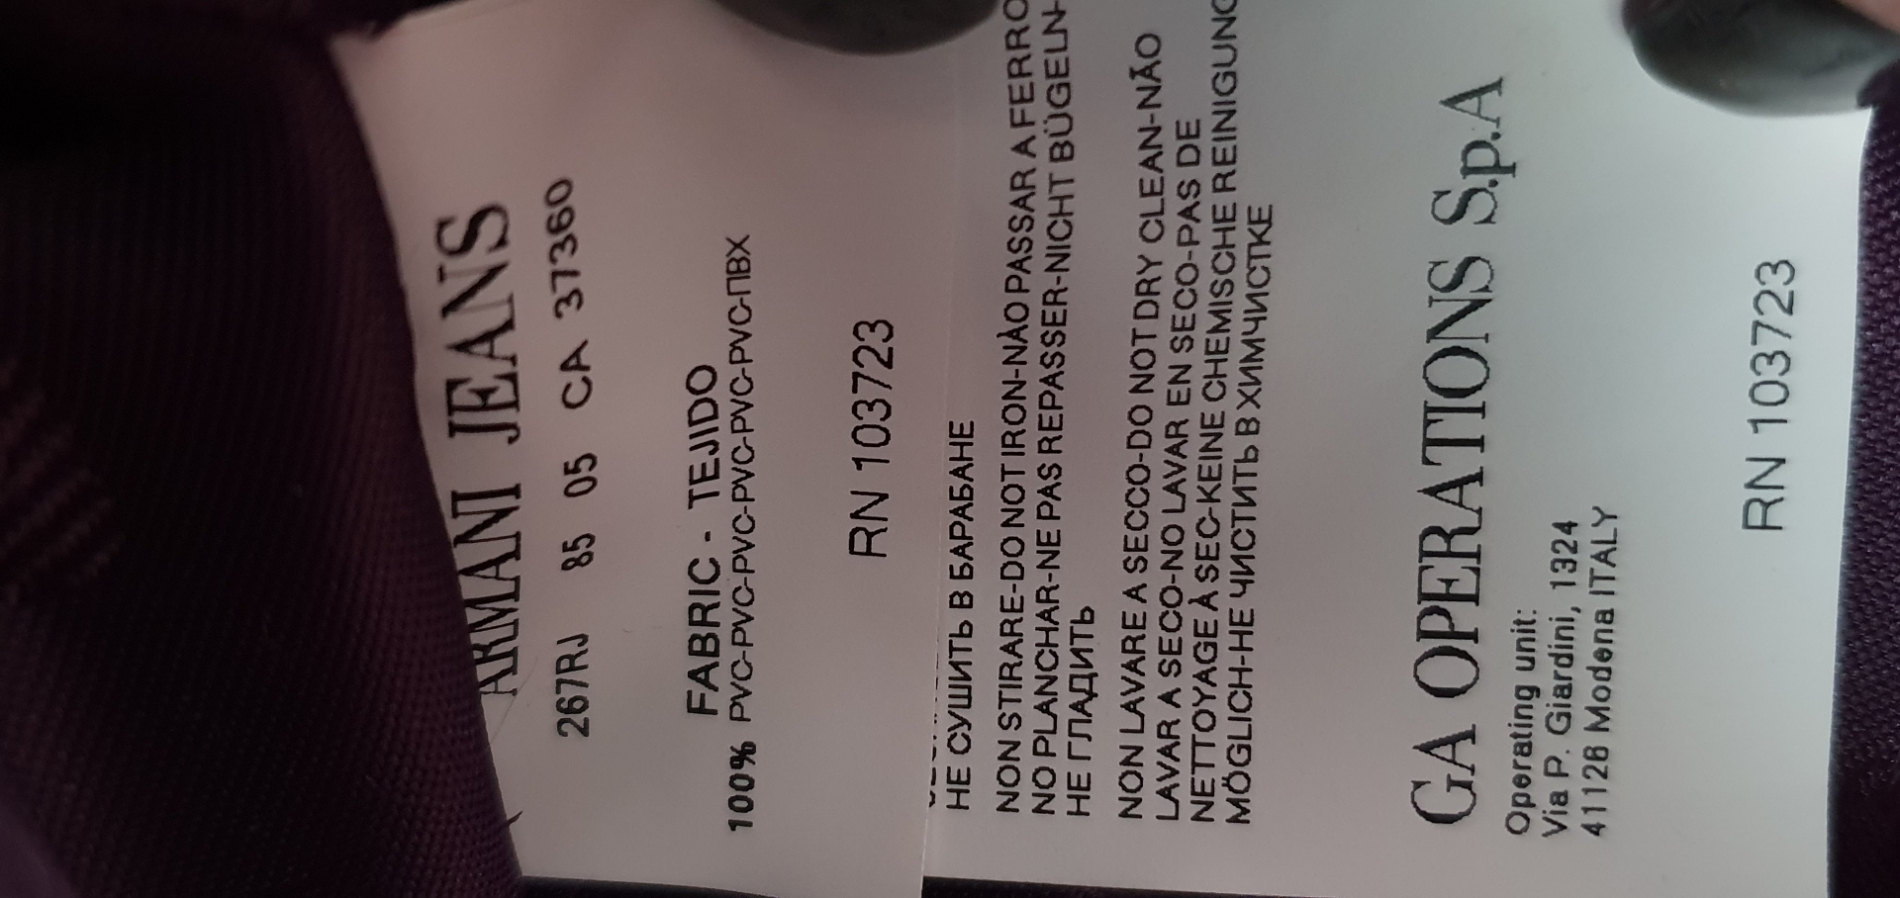 ARMANI JEANS
267RJ 85 05 CA 37360
FABRIC - TEJIDO
100% PVC-PVC-PVC-PVC-PVC-PVC-PVC-ПВХ
RN 103723
НЕ СУШИТЬ В БАРАБАНЕ
NON STIRARE-DO NOT IRON-NÀO PASSAR A FERRO
NO PLANCHAR-NE PAS REPASSER-NICHT BÜGELN-
НЕ ГЛАДИТЬ
NON LAVARE A SECCO-DO NOT DRY CLEAN-NÃO
LAVAR A SECO-NO LAVAR EN SECO-PAS DE
NETTOYAGE À SEC-KEINE CHEMISCHE REINIGUNG
MÖGLICH-НЕ ЧИСТИТЬ В ХИМЧИСТКЕ
GA OPERATIONS S.p.A
Operating unit:
Via P. Giardini, 1324
41126 Modena ITALY
RN 103723